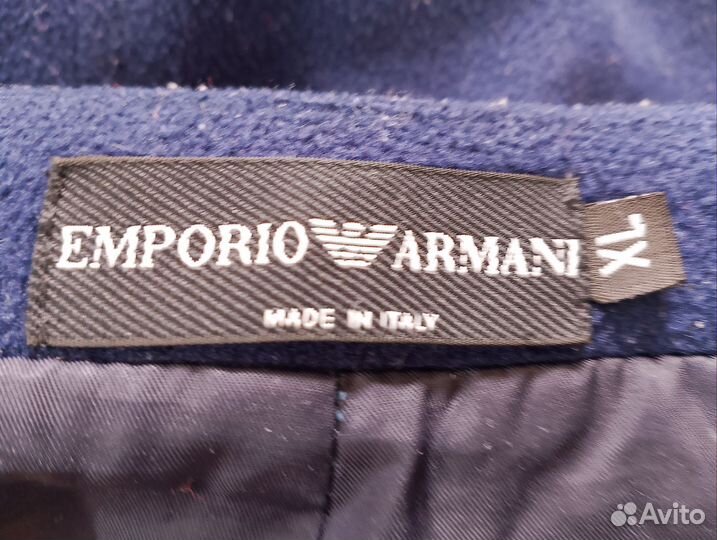 EMPORIO ARMANI
MADE IN ITALY
XL
Avito